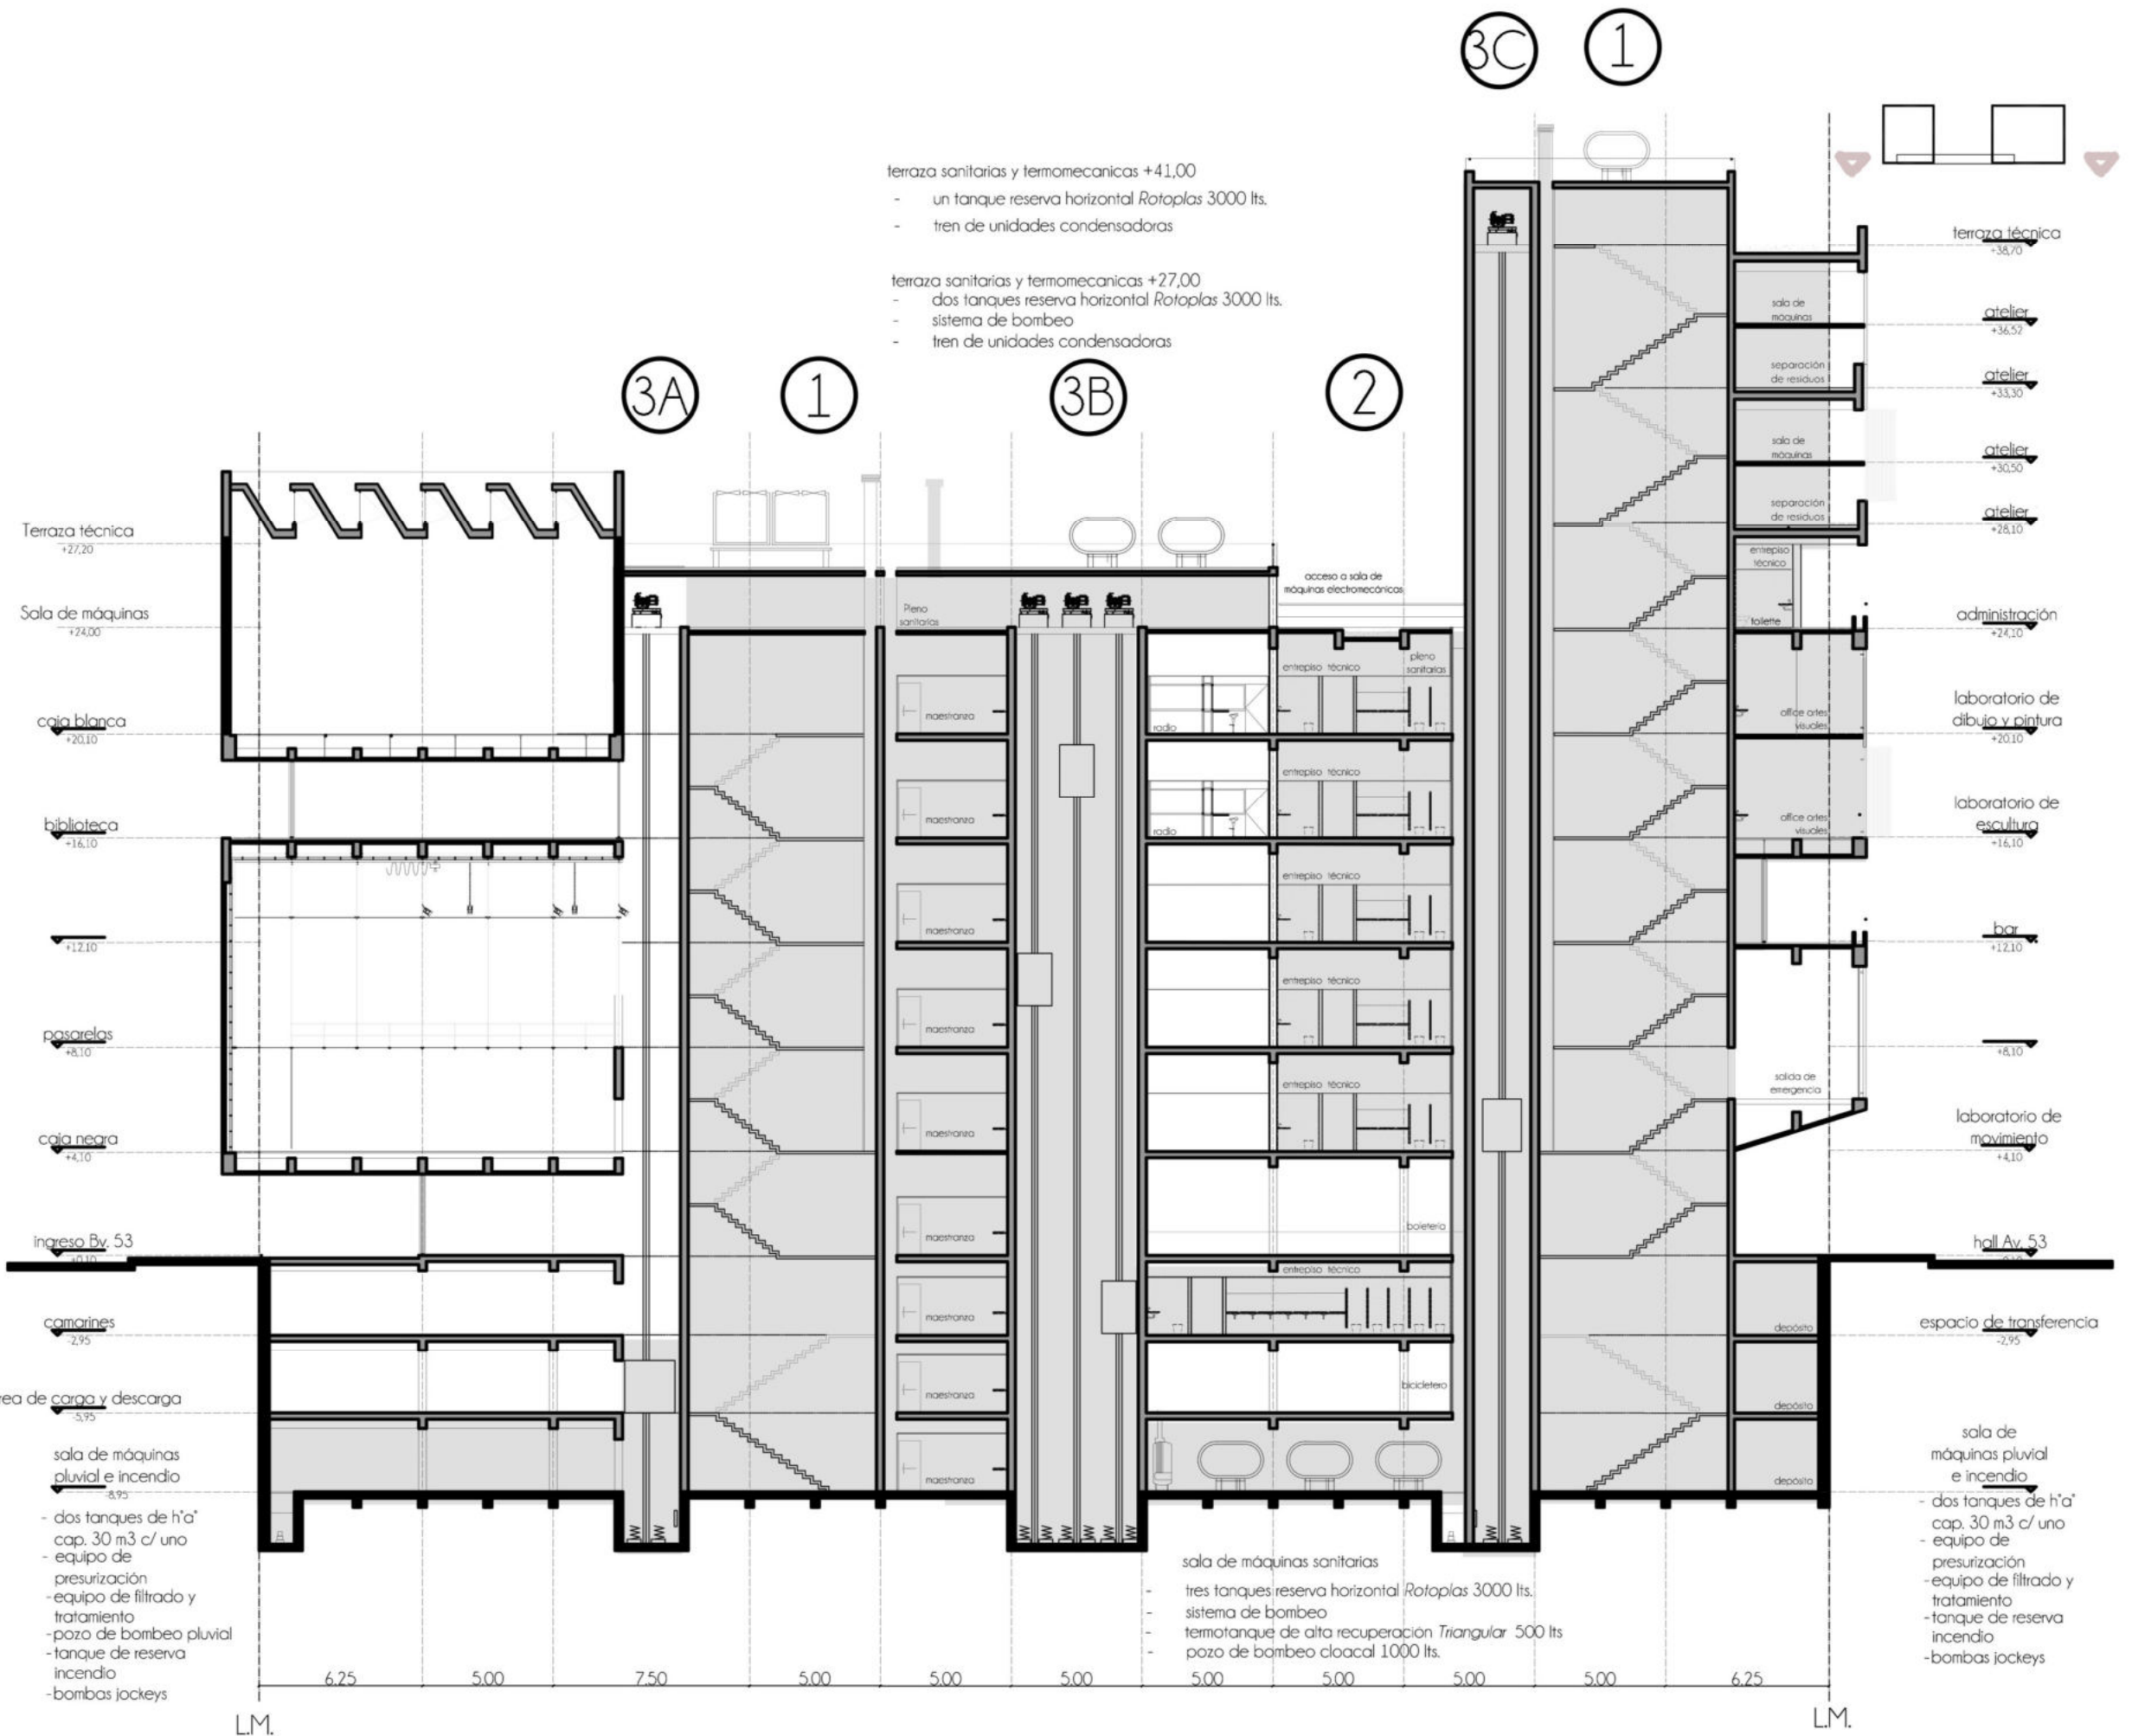 3C
1
terraza sanitarias y termomecanicas +41,00
- un tanque reserva horizontal Rotoplas 3000 lts.
- tren de unidades condensadoras
terraza sanitarias y termomecanicas +27,00
- dos tanques reserva horizontal Rotoplas 3000 lts.
- sistema de bombeo
- tren de unidades condensadoras
3A
1
3B
2
Terraza técnica
+27,20
Sala de máquinas
+24,00
caja blanca
+20,10
biblioteca
+16,10
+12,10
pasarelas
+8,10
caja negra
+4,10
ingreso Bv. 53
+0,10
camarines
-2,95
rea de carga y descarga
-5,95
sala de máquinas
pluvial e incendio
-8,95
- dos tanques de h°a°
cap. 30 m3 c/ uno
- equipo de
presurización
-equipo de filtrado y
tratamiento
-pozo de bombeo pluvial
-tanque de reserva
incendio
-bombas jockeys
Pleno
sanitarias
maestranza
maestranza
maestranza
maestranza
maestranza
maestranza
maestranza
maestranza
maestranza
radio
radio
acceso a sala de
máquinas electromecánicas
entrepiso técnico
pleno
sanitarias
entrepiso técnico
entrepiso técnico
entrepiso técnico
entrepiso técnico
boletería
entrepiso técnico
bicicletero
sala de
máquinas
separación
de residuos
sala de
máquinas
separación
de residuos
entrepiso
técnico
toilette
office artes
visuales
office artes
visuales
salida de
emergencia
depósito
depósito
depósito
terraza técnica
+38,70
atelier
+36,52
atelier
+33,30
atelier
+30,50
atelier
+28,10
administración
+24,10
laboratorio de
dibujo y pintura
+20,10
laboratorio de
escultura
+16,10
bar
+12,10
+8,10
laboratorio de
movimiento
+4,10
hall Av. 53
espacio de transferencia
-2,95
sala de
máquinas pluvial
e incendio
- dos tanques de h°a°
cap. 30 m3 c/ uno
- equipo de
presurización
-equipo de filtrado y
tratamiento
-tanque de reserva
incendio
-bombas jockeys
sala de máquinas sanitarias
- tres tanques reserva horizontal Rotoplas 3000 lts.
- sistema de bombeo
- termotanque de alta recuperación Triangular 500 lts
- pozo de bombeo cloacal 1000 lts.
6.25 5.00 7.50 5.00 5.00 5.00 5.00 5.00 5.00 5.00 6.25
L.M.
L.M.